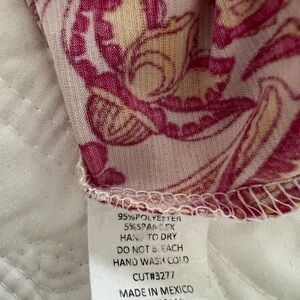 95%POLYESTER
5%SPANDEX
HANG TO DRY
DO NOT BLEACH
HAND WASH COLD
CUT#3277
MADE IN MEXICO